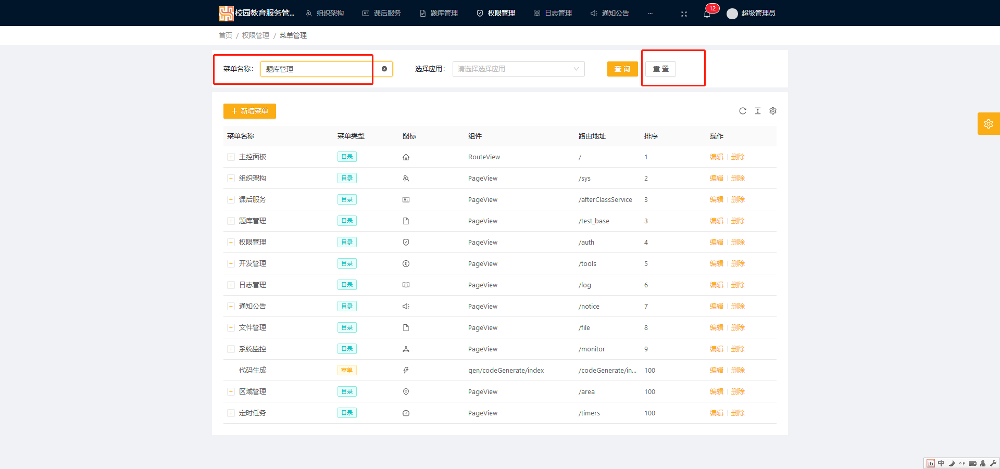 校园教育服务管... 组织架构 课后服务 题库管理 权限管理 日志管理 通知公告 ... 12 超级管理员
首页 / 权限管理 / 菜单管理
菜单名称： 题库管理 选择应用： 请选择选择应用 查 询 重 置
+ 新增菜单
菜单名称 菜单类型 图标 组件 路由地址 排序 操作
主控面板 目录 RouteView / 1 编辑 删除
组织架构 目录 PageView /sys 2 编辑 删除
课后服务 目录 PageView /afterClassService 3 编辑 删除
题库管理 目录 PageView /test_base 3 编辑 删除
权限管理 目录 PageView /auth 4 编辑 删除
开发管理 目录 PageView /tools 5 编辑 删除
日志管理 目录 PageView /log 6 编辑 删除
通知公告 目录 PageView /notice 7 编辑 删除
文件管理 目录 PageView /file 8 编辑 删除
系统监控 目录 PageView /monitor 9 编辑 删除
代码生成 菜单 gen/codeGenerate/index /codeGenerate/in... 100 编辑 删除
区域管理 目录 PageView /area 100 编辑 删除
定时任务 目录 PageView /timers 100 编辑 删除
五 中